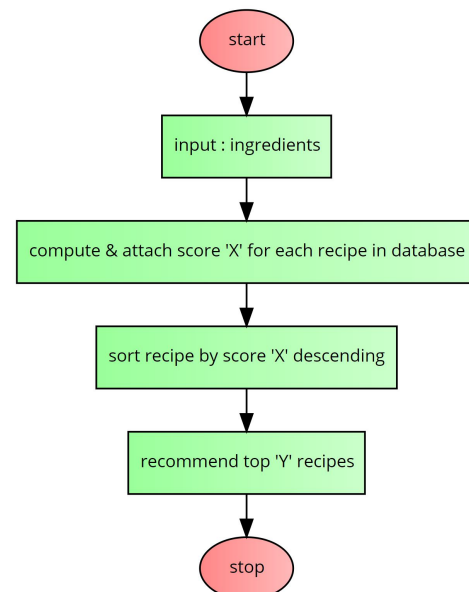 start
input : ingredients
compute & attach score 'X' for each recipe in database
sort recipe by score 'X' descending
recommend top 'Y' recipes
stop